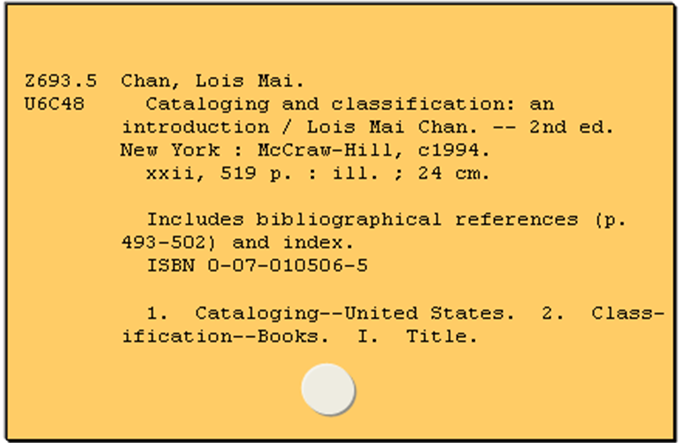 Z693.5 Chan, Lois Mai.
U6C48 Cataloging and classification: an
introduction / Lois Mai Chan. -- 2nd ed.
New York : McCraw-Hill, c1994.
xxii, 519 p. : ill. ; 24 cm.
Includes bibliographical references (p.
493-502) and index.
ISBN 0-07-010506-5
1. Cataloging--United States. 2. Class-
ification--Books. I. Title.